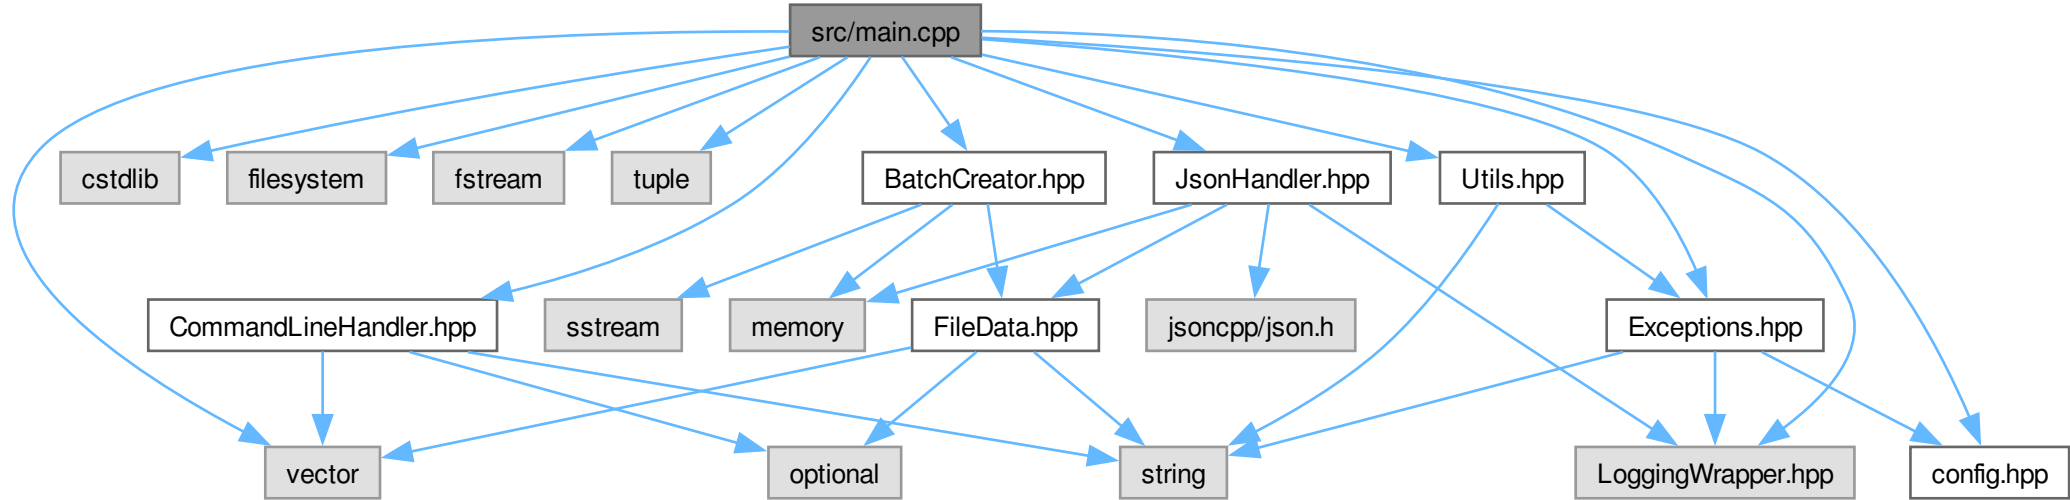 src/main.cpp
cstdlib
filesystem
fstream
tuple
BatchCreator.hpp
JsonHandler.hpp
Utils.hpp
CommandLineHandler.hpp
sstream
memory
FileData.hpp
jsoncpp/json.h
Exceptions.hpp
vector
optional
string
LoggingWrapper.hpp
config.hpp